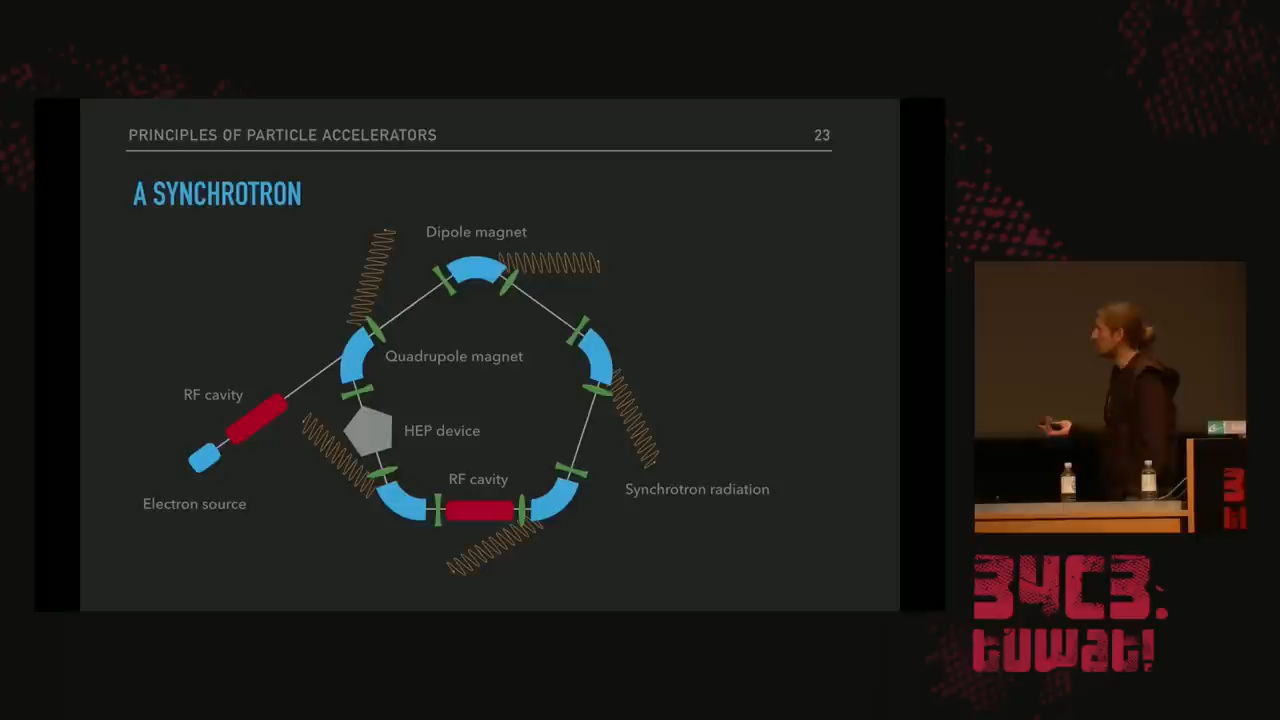 PRINCIPLES OF PARTICLE ACCELERATORS 23
A SYNCHROTRON
Dipole magnet
Quadrupole magnet
RF cavity
HEP device
RF cavity
Synchrotron radiation
Electron source
34C3.
tuwat!